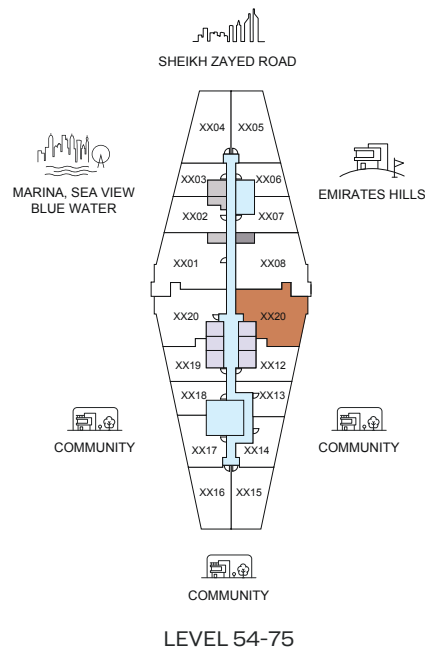 SHEIKH ZAYED ROAD
XX04
XX05
MARINA, SEA VIEW
BLUE WATER
XX03
XX06
EMIRATES HILLS
XX02
XX07
XX01
XX08
XX20
XX20
XX19
XX12
XX18
XX13
COMMUNITY
COMMUNITY
XX17
XX14
XX16
XX15
COMMUNITY
LEVEL 54-75